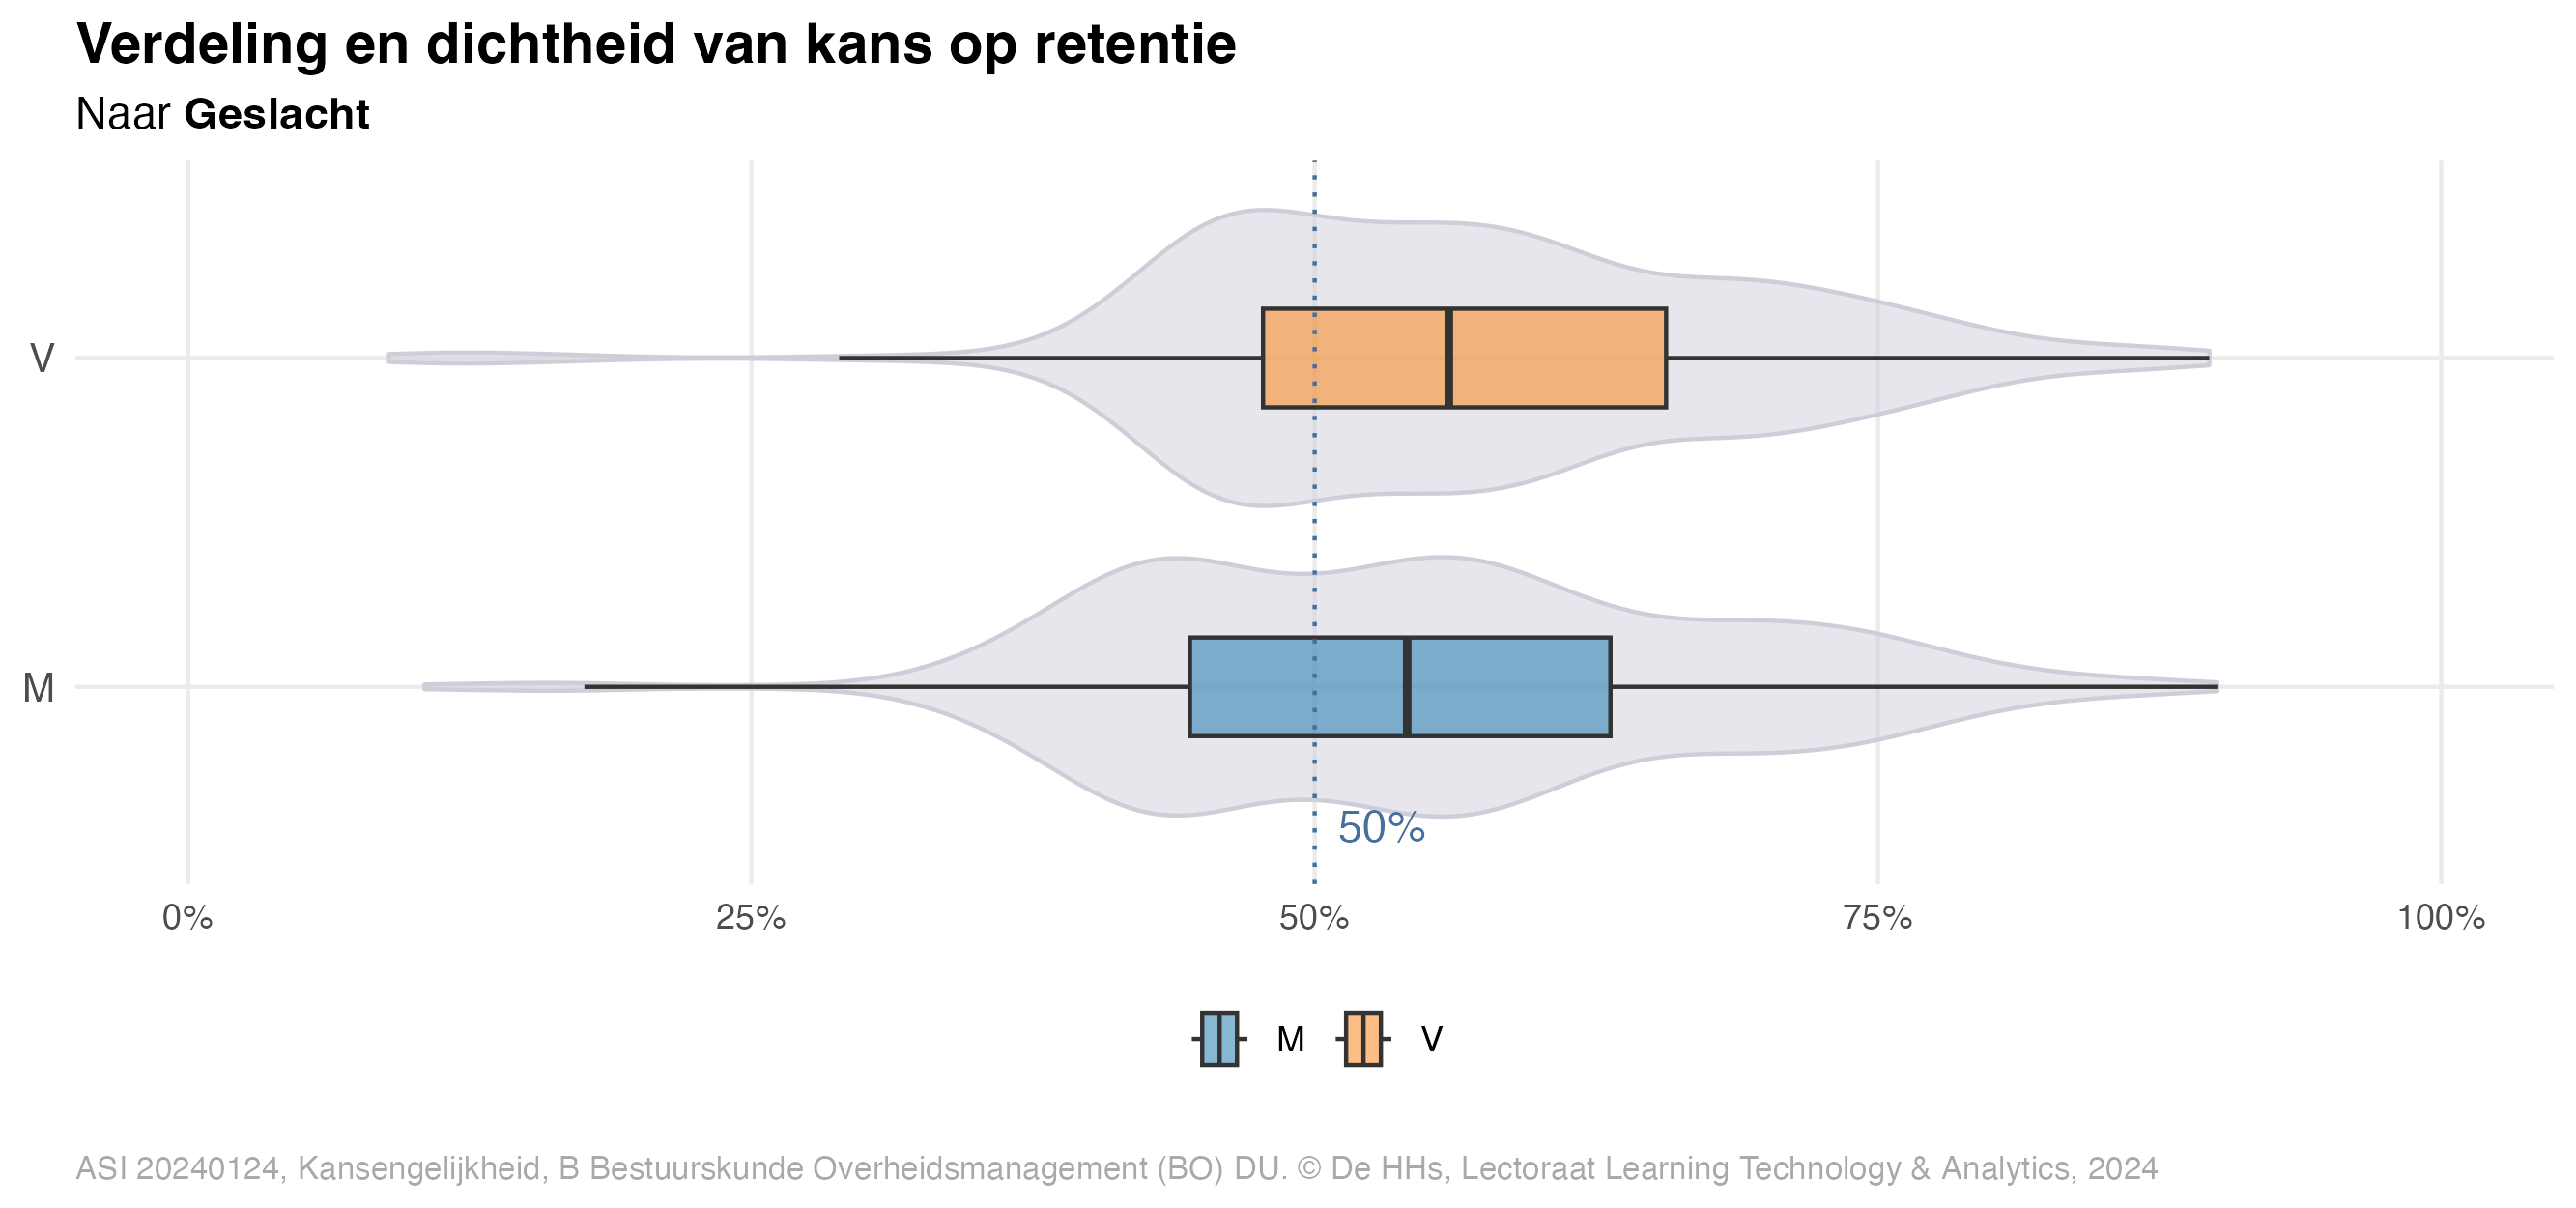 Verdeling en dichtheid van kans op retentie
Naar Geslacht
V
M
50%
0%
25%
50%
75%
100%
M
V
ASI 20240124, Kansengelijkheid, B Bestuurskunde Overheidsmanagement (BO) DU. © De HHs, Lectoraat Learning Technology & Analytics, 2024